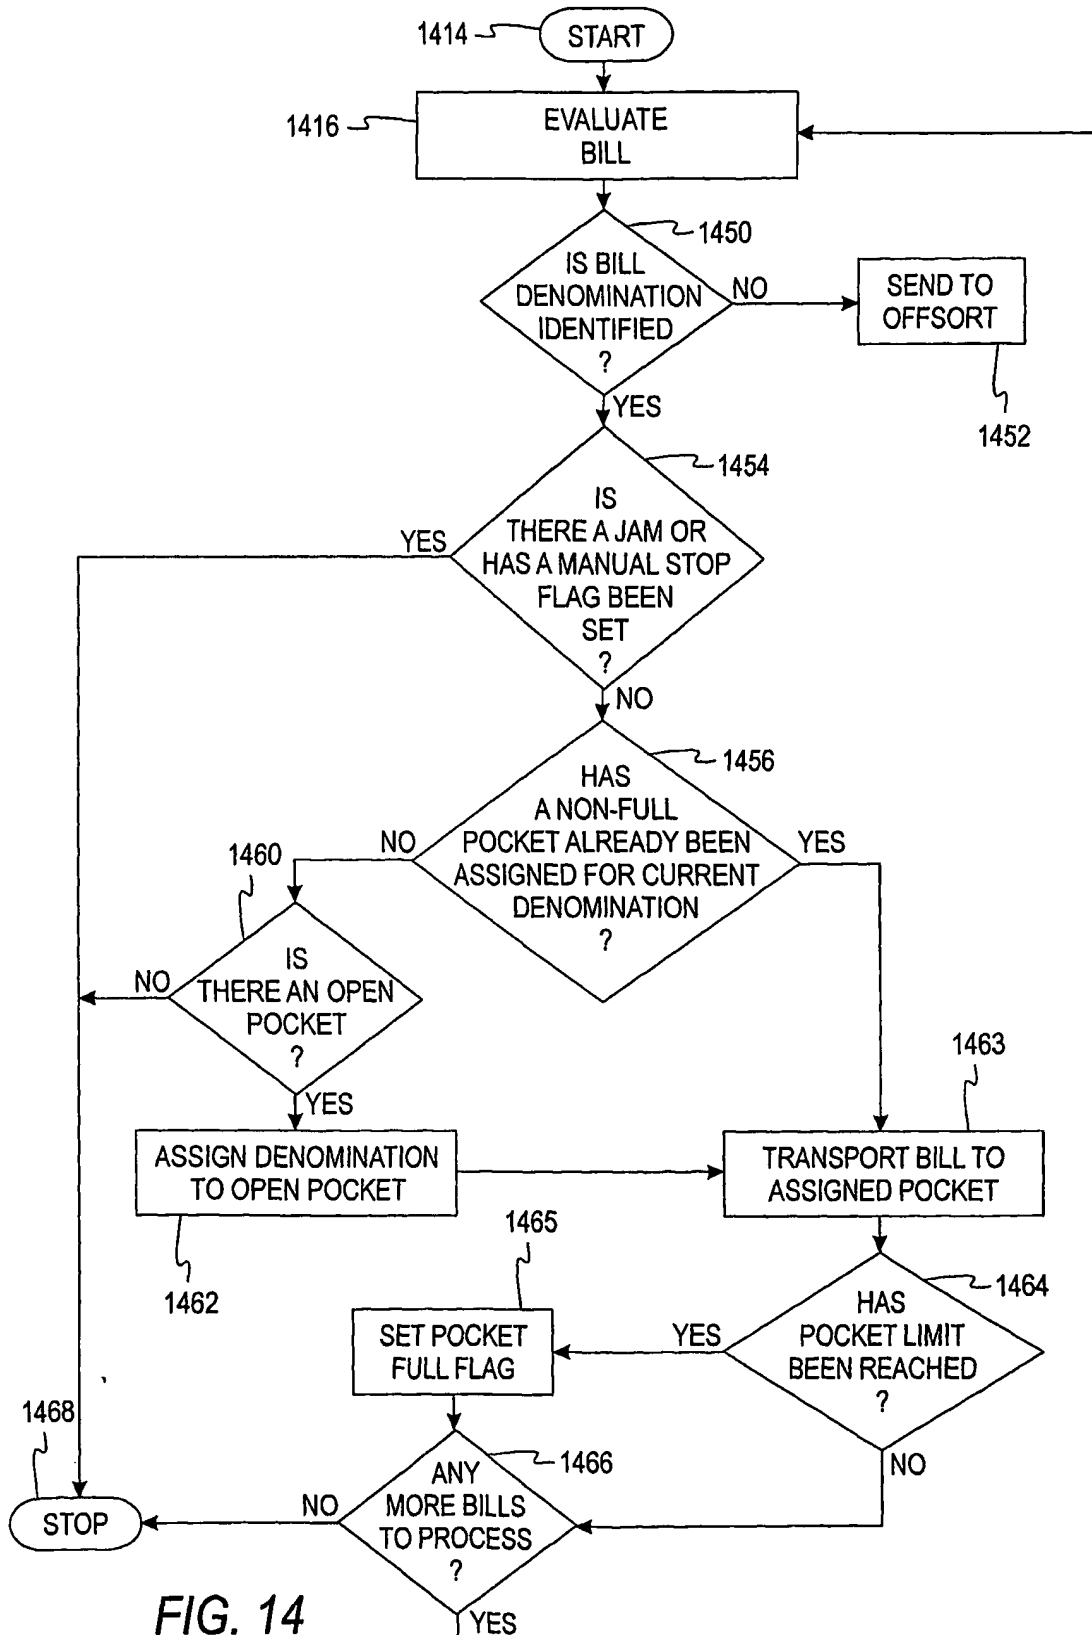 1414
START
1416
EVALUATE
BILL
1450
IS BILL
DENOMINATION
IDENTIFIED
?
NO
SEND TO
OFFSORT
1452
YES
1454
IS
THERE A JAM OR
HAS A MANUAL STOP
FLAG BEEN
SET
?
YES
NO
1456
HAS
A NON-FULL
POCKET ALREADY BEEN
ASSIGNED FOR CURRENT
DENOMINATION
?
NO
YES
1460
IS
THERE AN OPEN
POCKET
?
NO
YES
1463
ASSIGN DENOMINATION
TO OPEN POCKET
1462
TRANSPORT BILL TO
ASSIGNED POCKET
1465
1464
HAS
POCKET LIMIT
BEEN REACHED
?
YES
SET POCKET
FULL FLAG
NO
1466
ANY
MORE BILLS
TO PROCESS
?
NO
1468
STOP
YES
FIG. 14